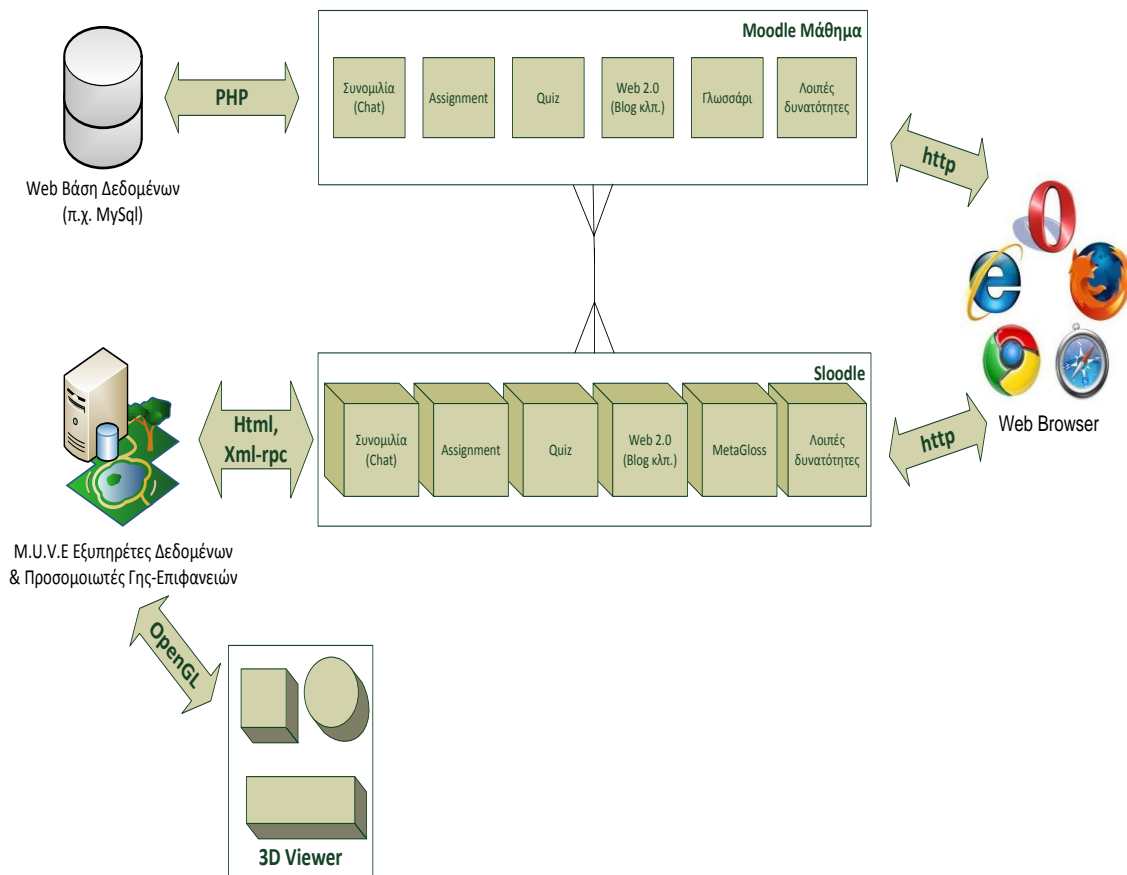 Moodle Μάθημα
Συνομιλία
(Chat)
Assignment
Quiz
Web 2.0
(Blog κλπ.)
Γλωσσάρι
Λοιπές
δυνατότητες
PHP
Web Βάση Δεδομένων
(π.χ. MySql)
http
Web Browser
Sloodle
Συνομιλία
(Chat)
Assignment
Quiz
Web 2.0
(Blog κλπ.)
MetaGloss
Λοιπές
δυνατότητες
Html,
Xml-rpc
http
M.U.V.E Εξυπηρέτες Δεδομένων
& Προσομοιωτές Γης-Επιφανειών
OpenGL
3D Viewer